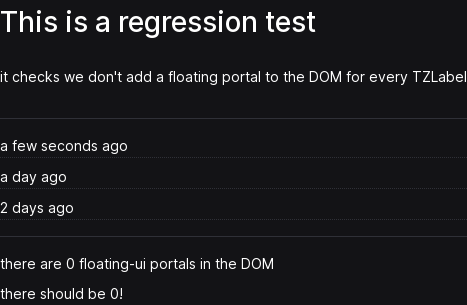 This is a regression test
it checks we don't add a floating portal to the DOM for every TZLabel
a few seconds ago
a day ago
2 days ago
there are 0 floating-ui portals in the DOM
there should be 0!